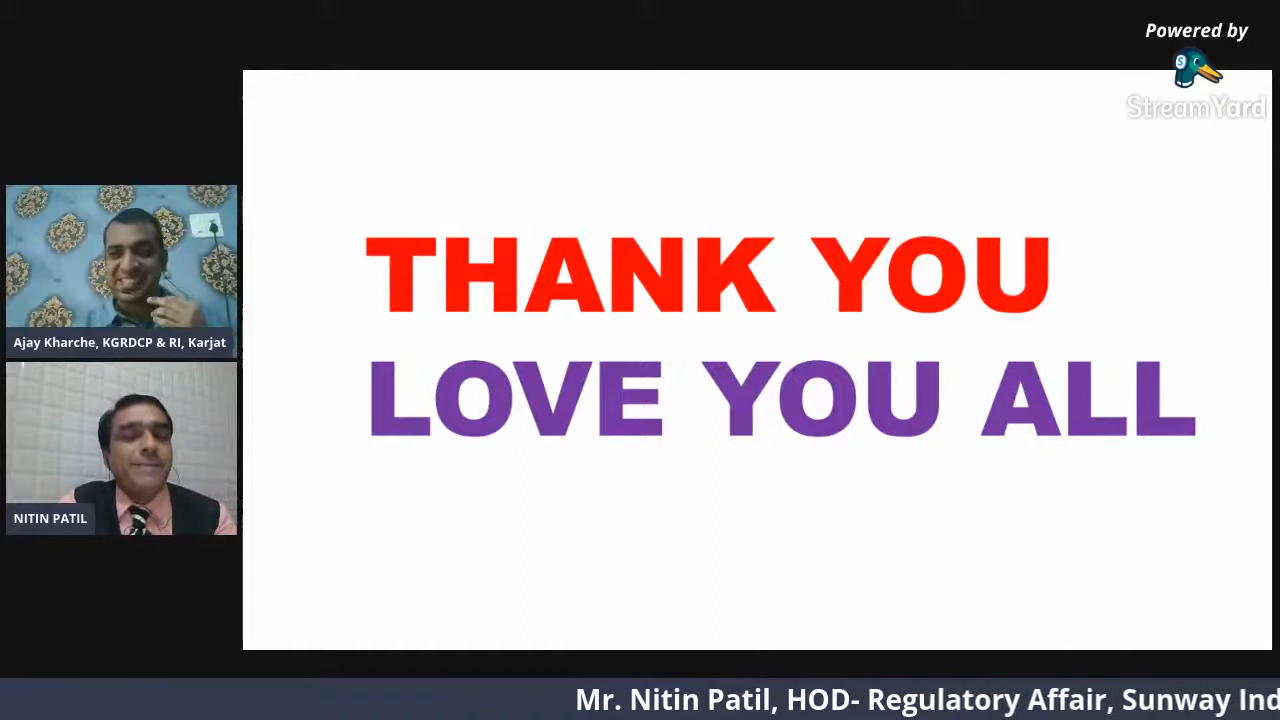 Powered by
StreamYard
THANK YOU
LOVE YOU ALL
Ajay Kharche, KGRDCP & RI, Karjat
NITIN PATIL
Mr. Nitin Patil, HOD- Regulatory Affair, Sunway Ind